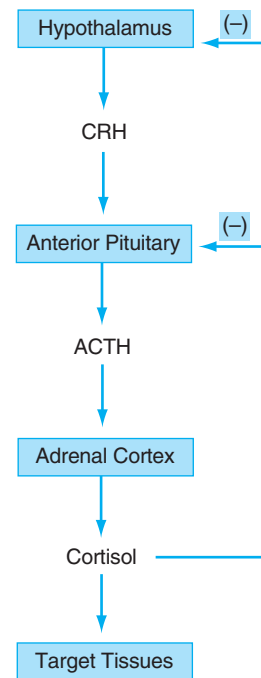 Hypothalamus
(–)
CRH
Anterior Pituitary
(–)
ACTH
Adrenal Cortex
Cortisol
Target Tissues